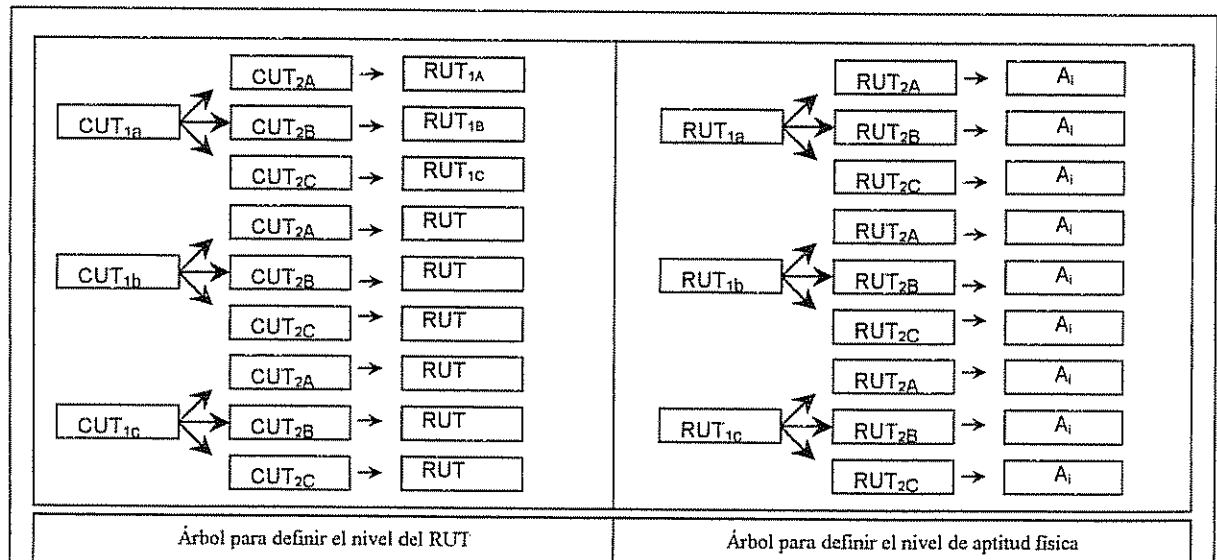 CUT₂A → RUT₁A
CUT₁a CUT₂B → RUT₁B
CUT₂C → RUT₁C
CUT₂A → RUT
CUT₁b CUT₂B → RUT
CUT₂C → RUT
CUT₂A → RUT
CUT₁c CUT₂B → RUT
CUT₂C → RUT
Árbol para definir el nivel del RUT
RUT₂A → Aᵢ
RUT₁a RUT₂B → Aᵢ
RUT₂C → Aᵢ
RUT₂A → Aᵢ
RUT₁b RUT₂B → Aᵢ
RUT₂C → Aᵢ
RUT₂A → Aᵢ
RUT₁c RUT₂B → Aᵢ
RUT₂C → Aᵢ
Árbol para definir el nivel de aptitud física